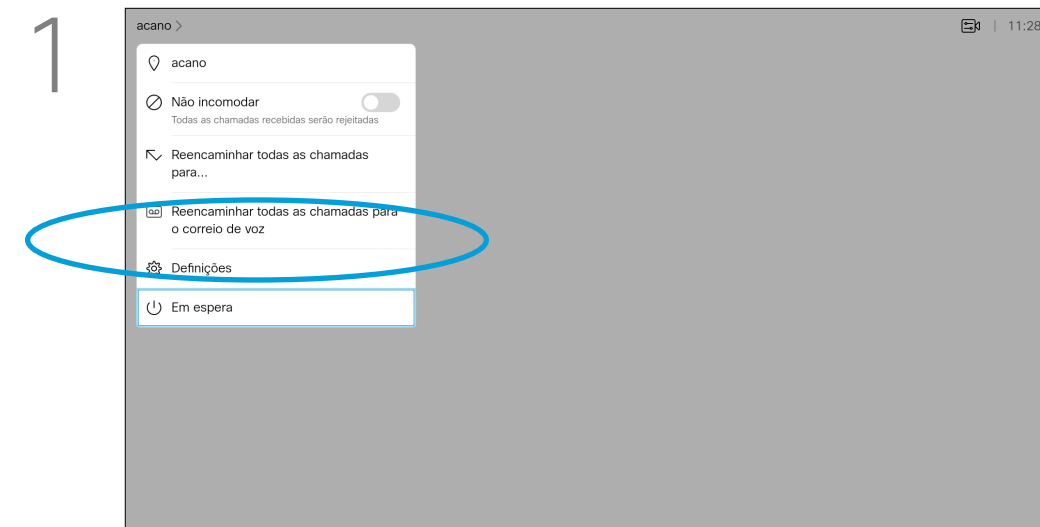 1
acano >
11:28
acano
Não incomodar
Todas as chamadas recebidas serão rejeitadas
Reencaminhar todas as chamadas
para...
Reencaminhar todas as chamadas para
o correio de voz
Definições
Em espera